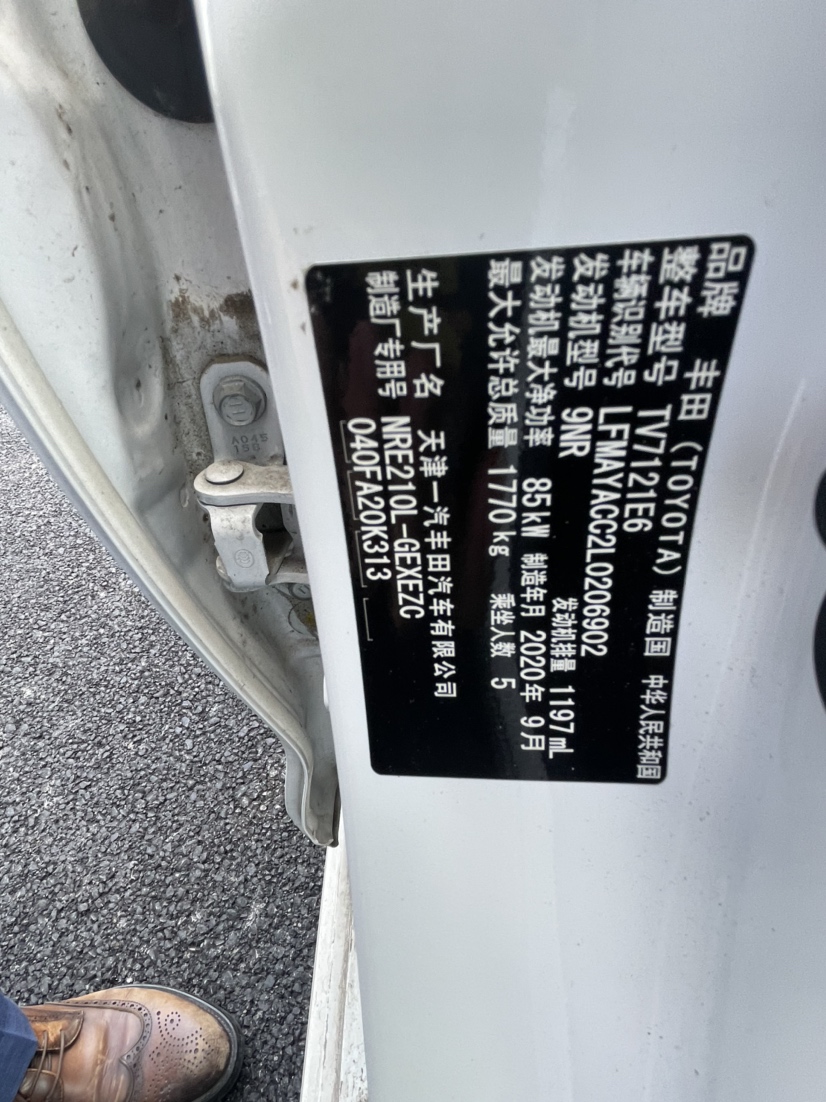 品牌 丰田(TOYOTA) 制造国 中华人民共和国
整车型号 TV7121E6
车辆识别代号 LFMAYACC2L0206902
发动机型号 9NR 发动机排量 1197mL
发动机最大净功率 85kW 制造年月 2020年 9月
最大允许总质量 1770kg 乘坐人数 5
生产厂名 天津一汽丰田汽车有限公司
制造厂专用号 NRE210L-GEXEZC
040FA20K313
AD45